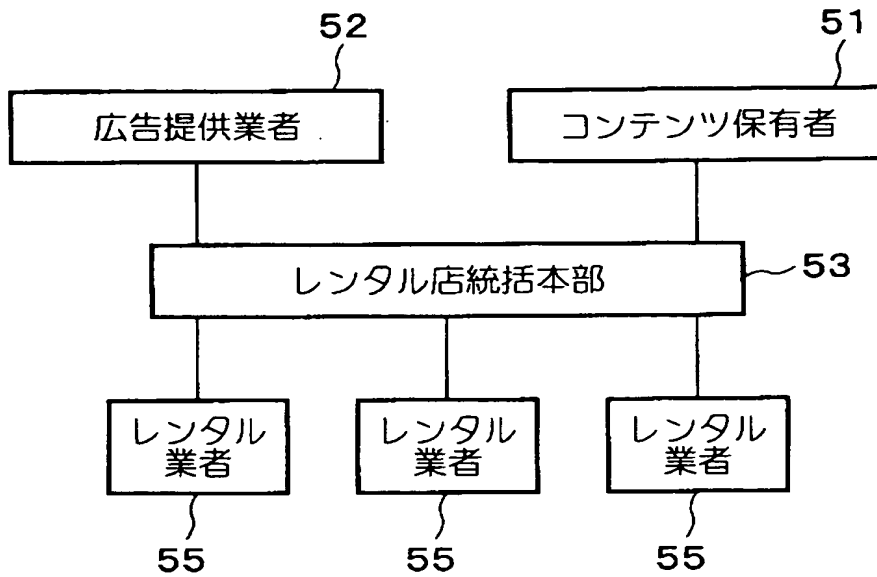 52
51
広告提供業者
コンテンツ保有者
レンタル店統括本部
53
レンタル
業者
レンタル
業者
レンタル
業者
55
55
55